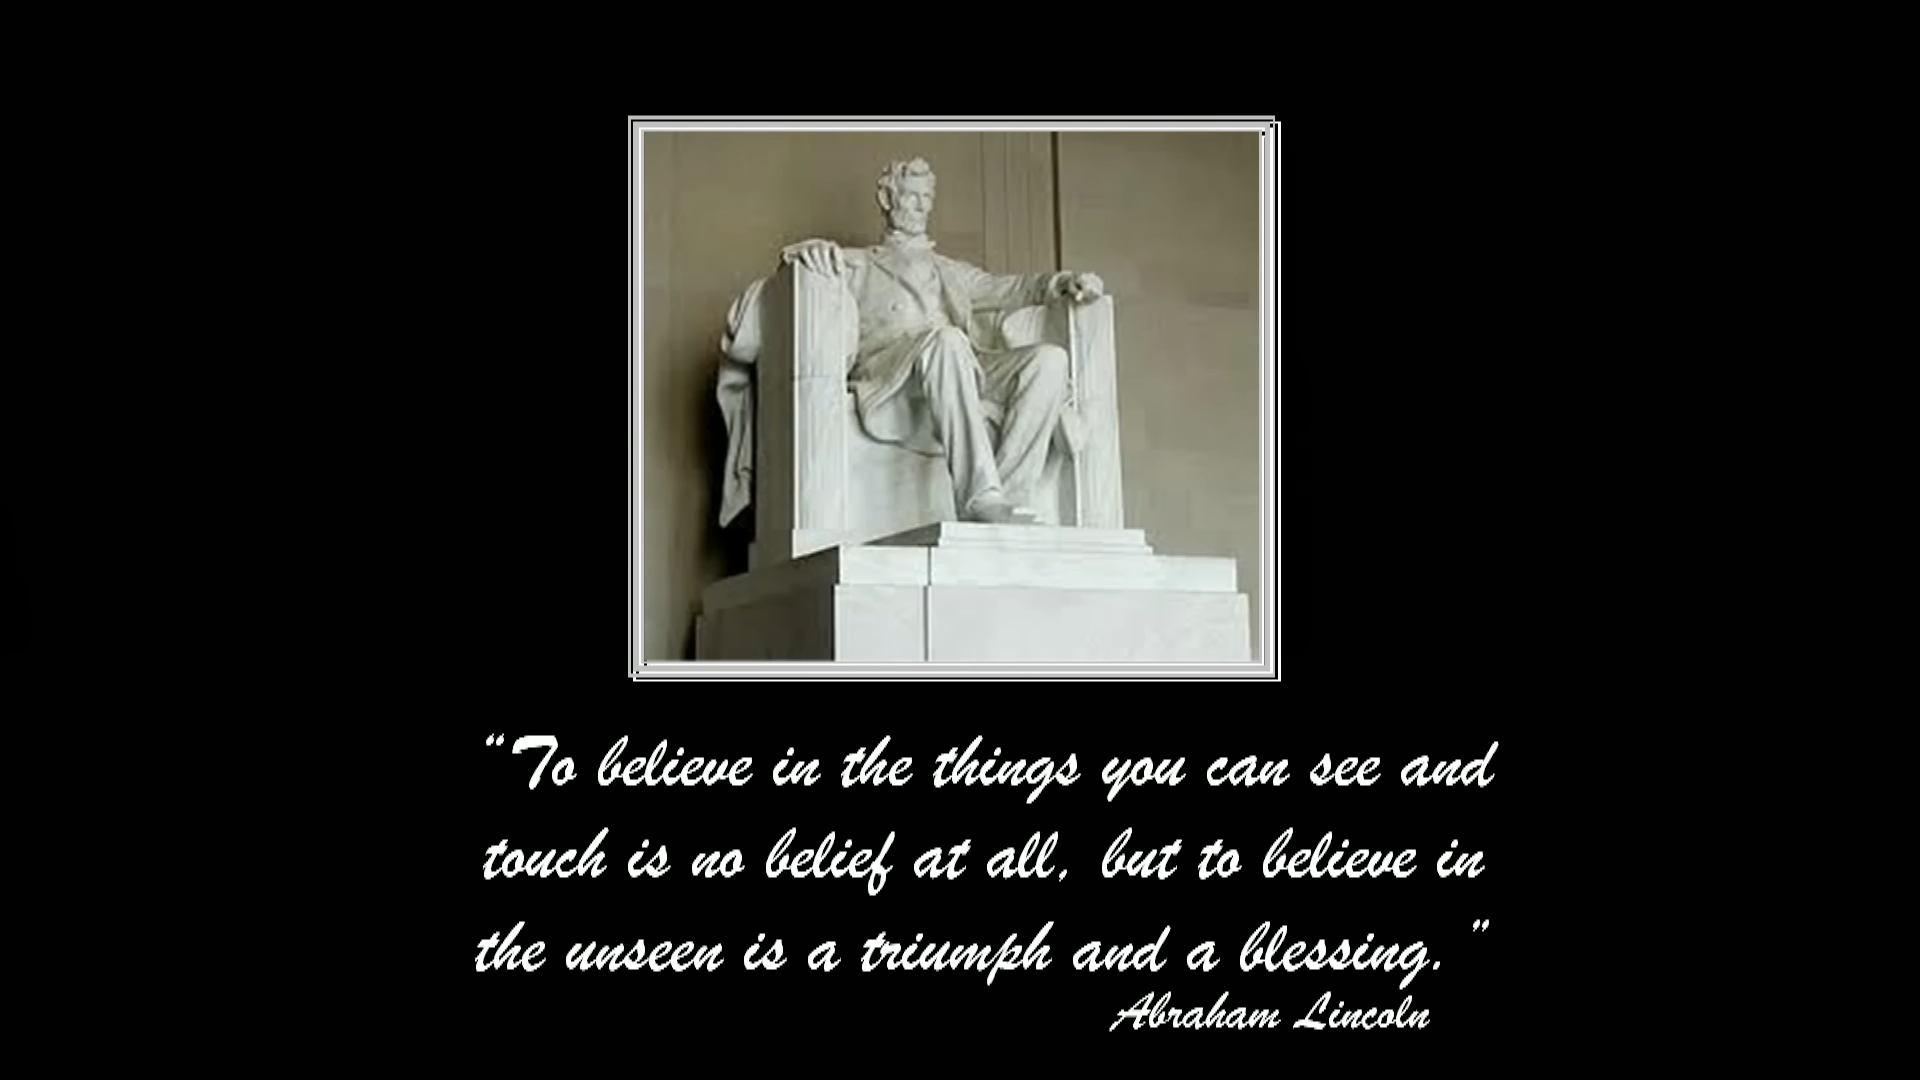 “To believe in the things you can see and
touch is no belief at all, but to believe in
the unseen is a triumph and a blessing.”
Abraham Lincoln